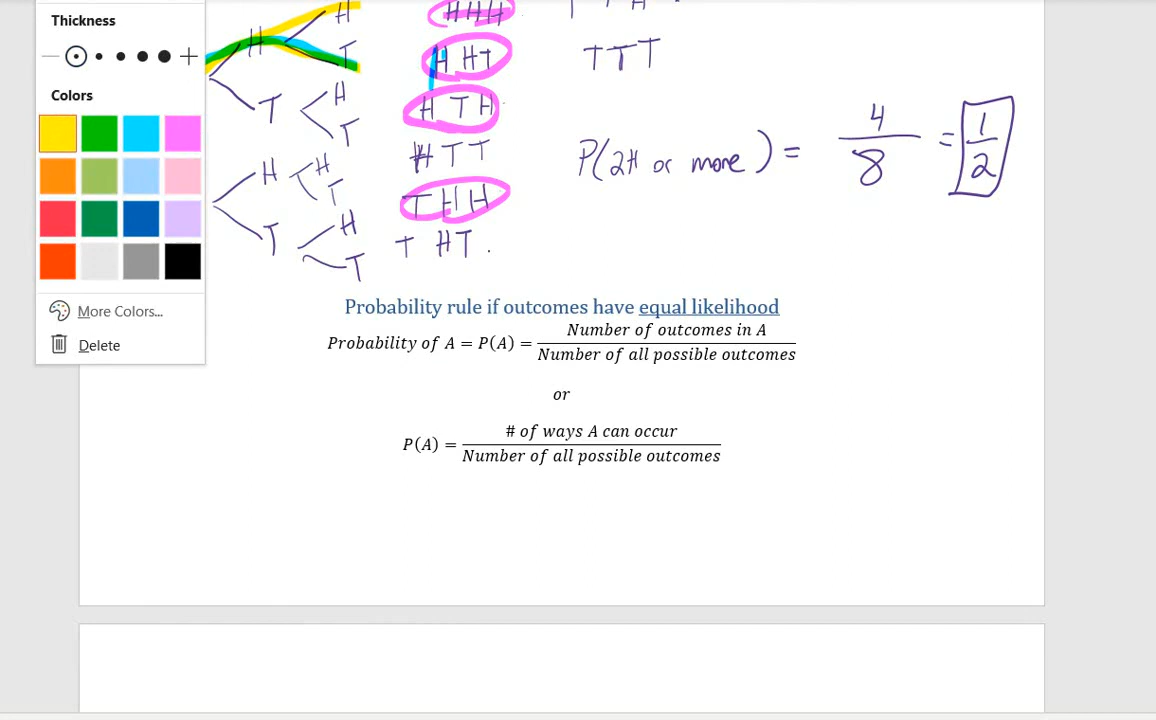 Thickness
Colors
More Colors...
Delete
H
T
H
T
H
T
H
T
H
T
H
T
HHH
HHT
HTH
HTT
THH
THT.
TTT
P(2H or more) = 4/8 = 1/2
Probability rule if outcomes have equal likelihood
Probability of A = P(A) = Number of outcomes in A / Number of all possible outcomes
or
P(A) = # of ways A can occur / Number of all possible outcomes